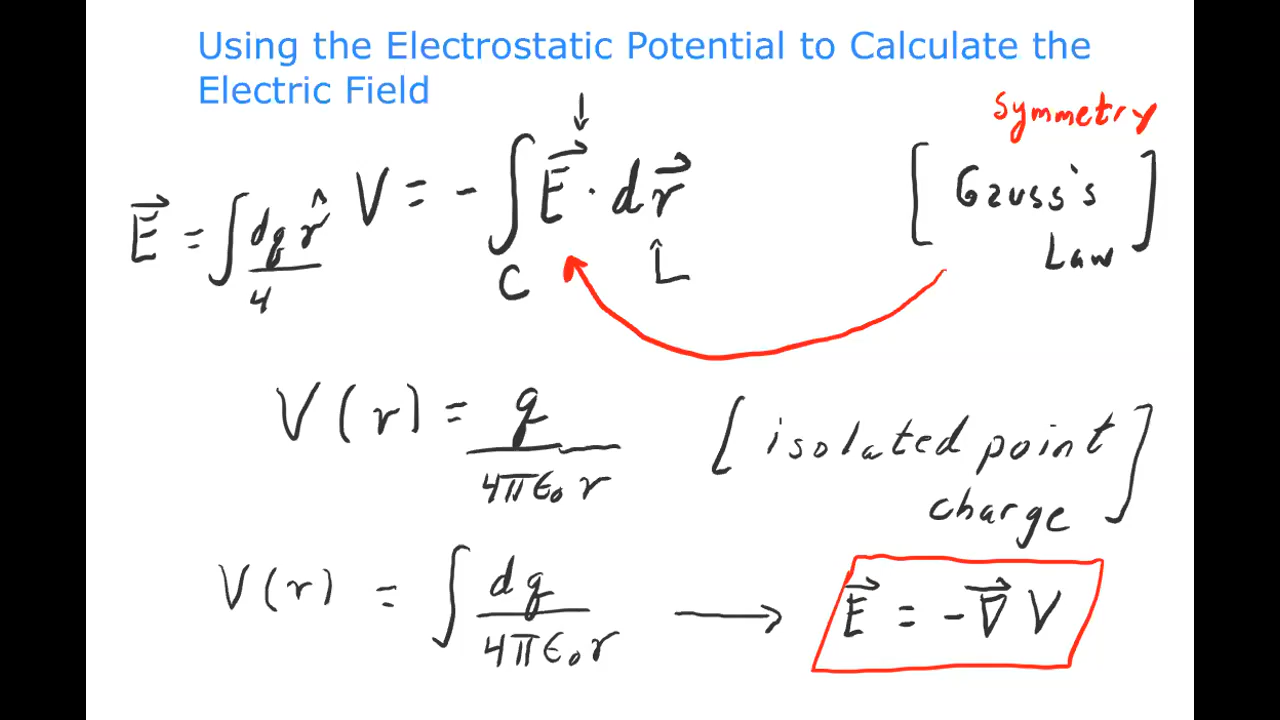 Using the Electrostatic Potential to Calculate the
Electric Field
Symmetry
[Gauss's
Law]
V = - ∫_C E⃗ · dr⃗
E⃗ = ∫ dq r̂ / 4
V(r) = q / 4πϵ₀r
[isolated point
charge]
V(r) = ∫ dq / 4πϵ₀r → E⃗ = -∇⃗V